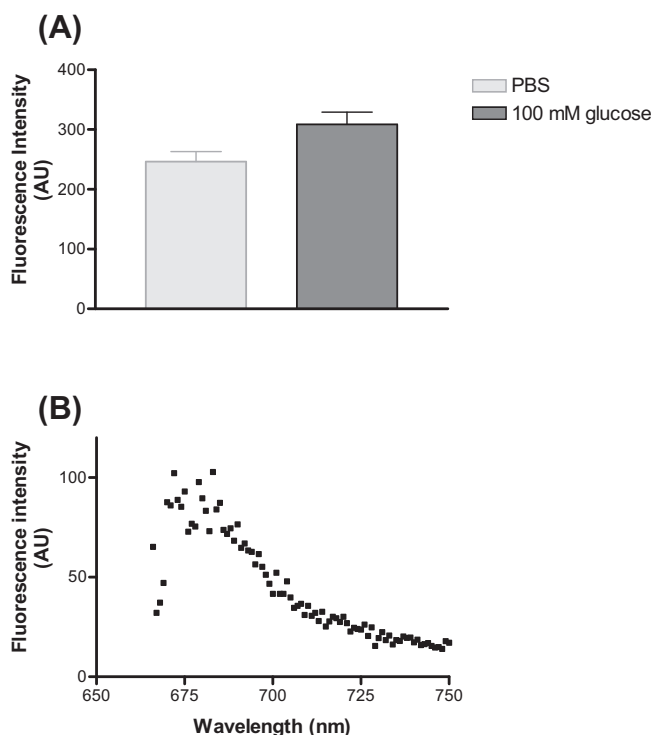 (A)
Fluorescence Intensity
(AU)
400
300
200
100
0
PBS
100 mM glucose
(B)
Fluorescence intensity
(AU)
100
50
0
650
675
700
725
750
Wavelength (nm)